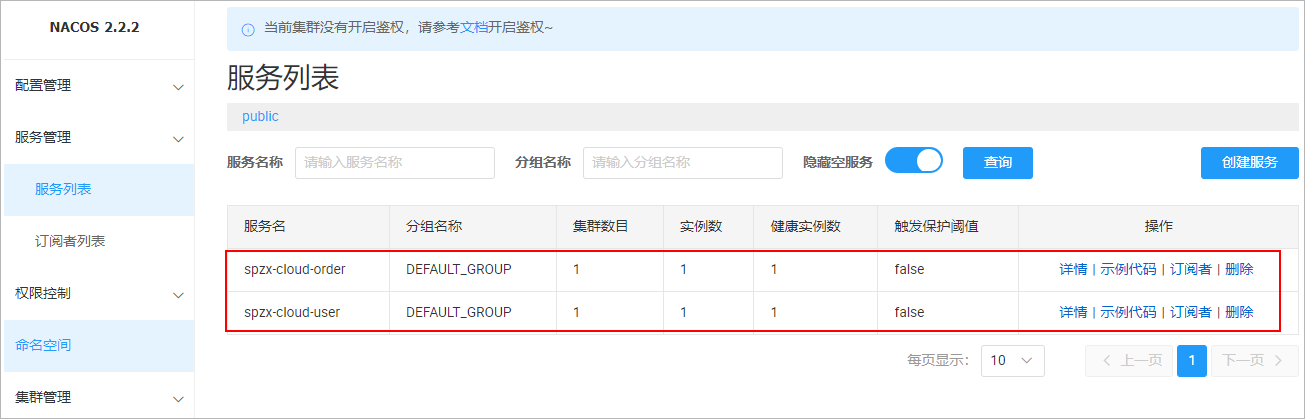 NACOS 2.2.2
配置管理
服务管理
服务列表
订阅者列表
权限控制
命名空间
集群管理
当前集群没有开启鉴权，请参考文档开启鉴权~
服务列表
public
服务名称 请输入服务名称 分组名称 请输入分组名称 隐藏空服务 查询 创建服务
服务名 分组名称 集群数目 实例数 健康实例数 触发保护阈值 操作
spzx-cloud-order DEFAULT_GROUP 1 1 1 false 详情 | 示例代码 | 订阅者 | 删除
spzx-cloud-user DEFAULT_GROUP 1 1 1 false 详情 | 示例代码 | 订阅者 | 删除
每页显示： 10 上一页 1 下一页